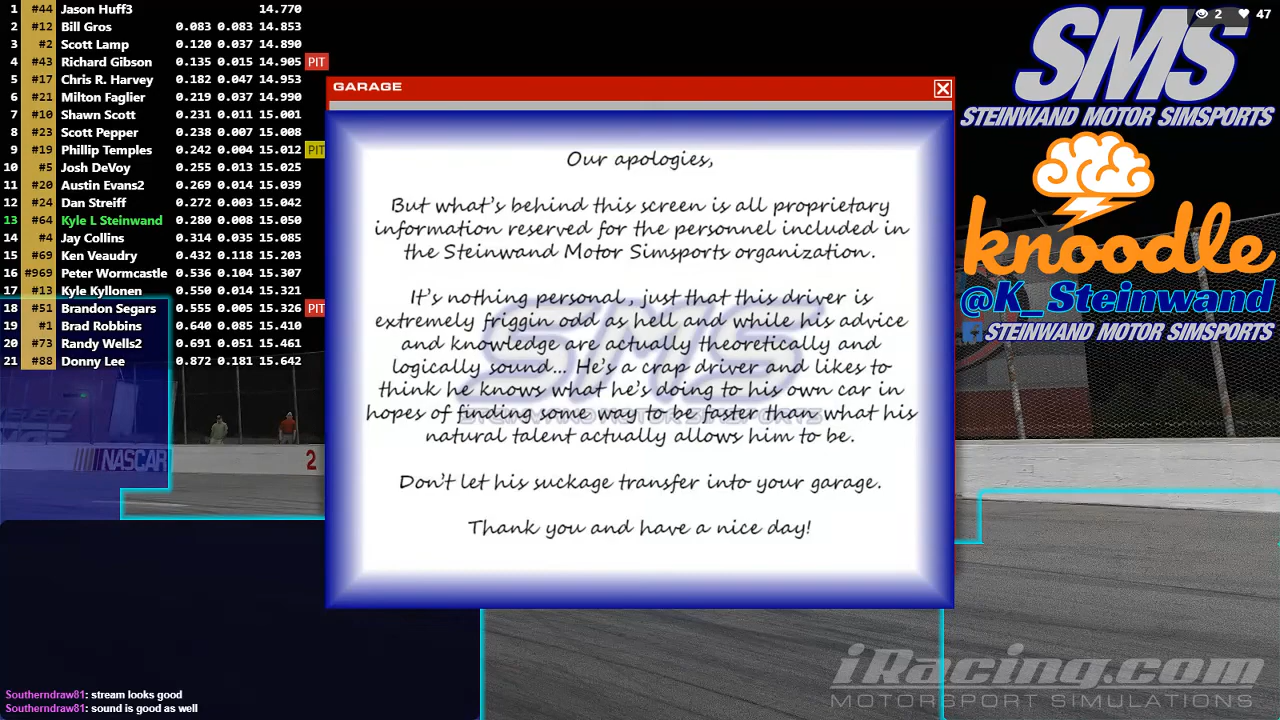 1 #44 Jason Huff3 14.770
2 #12 Bill Gros 0.083 0.083 14.853
3 #2 Scott Lamp 0.120 0.037 14.890
4 #43 Richard Gibson 0.135 0.015 14.905 PIT
5 #17 Chris R. Harvey 0.182 0.047 14.953
6 #21 Milton Faglier 0.219 0.037 14.990
7 #10 Shawn Scott 0.231 0.011 15.001
8 #23 Scott Pepper 0.238 0.007 15.008
9 #19 Phillip Temples 0.242 0.004 15.012 PIT
10 #5 Josh DeVoy 0.255 0.013 15.025
11 #20 Austin Evans2 0.269 0.014 15.039
12 #24 Dan Streiff 0.272 0.003 15.042
13 #64 Kyle L Steinwand 0.280 0.008 15.050
14 #4 Jay Collins 0.314 0.035 15.085
15 #69 Ken Veaudry 0.432 0.118 15.203
16 #969 Peter Wormcastle 0.536 0.104 15.307
17 #13 Kyle Kyllonen 0.550 0.014 15.321
18 #51 Brandon Segars 0.555 0.005 15.326 PIT
19 #1 Brad Robbins 0.640 0.085 15.410
20 #73 Randy Wells2 0.691 0.051 15.461
21 #88 Donny Lee 0.872 0.181 15.642
GARAGE
Our apologies,
But what's behind this screen is all proprietary
information reserved for the personnel included in
the Steinwand Motor Simsports organization.
It's nothing personal, just that this driver is
extremely friggin odd as hell and while his advice
and knowledge are actually theoretically and
logically sound... He's a crap driver and likes to
think he knows what he's doing to his own car in
hopes of finding some way to be faster than what his
natural talent actually allows him to be.
Don't let his suckage transfer into your garage.
Thank you and have a nice day!
SMS
STEINWAND MOTOR SIMSPORTS
2 47
SMS
STEINWAND MOTOR SIMSPORTS
knoodle
@K_Steinwand
STEINWAND MOTOR SIMSPORTS
NASCAR
2
Southerndraw81: stream looks good
Southerndraw81: sound is good as well
iRacing.com
MOTORSPORT SIMULATIONS